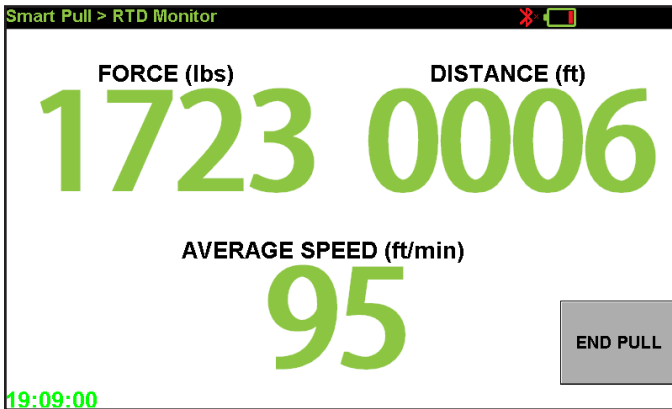 Smart Pull > RTD Monitor
FORCE (lbs) DISTANCE (ft)
1723 0006
AVERAGE SPEED (ft/min)
95
END PULL
19:09:00